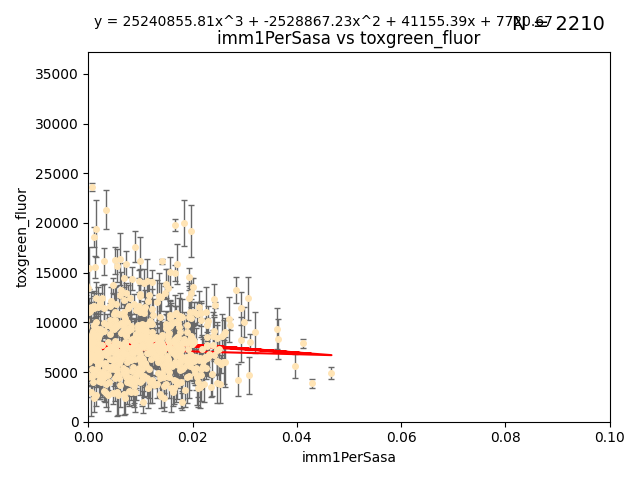 y = 25240855.81x^3 + -2528867.23x^2 + 41155.39x + 7720.67
N = 2210
imm1PerSasa vs toxgreen_fluor
35000
30000
25000
20000
15000
10000
5000
0
toxgreen_fluor
0.00 0.02 0.04 0.06 0.08 0.10
imm1PerSasa